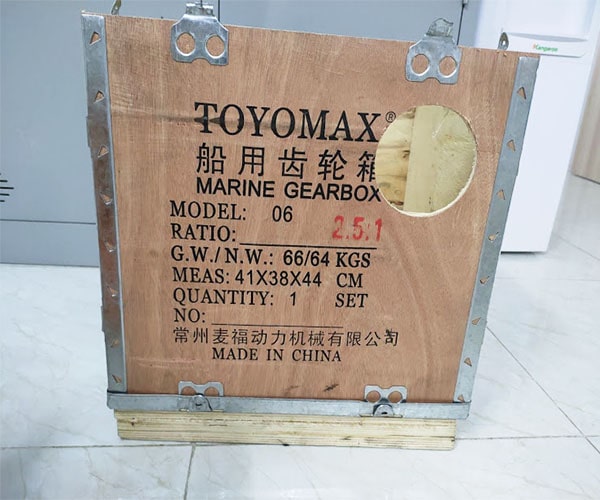 Kangaroo
TOYOMAX®
船用齿轮箱
MARINE GEARBOX
MODEL: 06
RATIO: 2.5:1
G.W./N.W.: 66/64 KGS
MEAS: 41X38X44 CM
QUANTITY: 1 SET
NO:
常州麦福动力机械有限公司
MADE IN CHINA